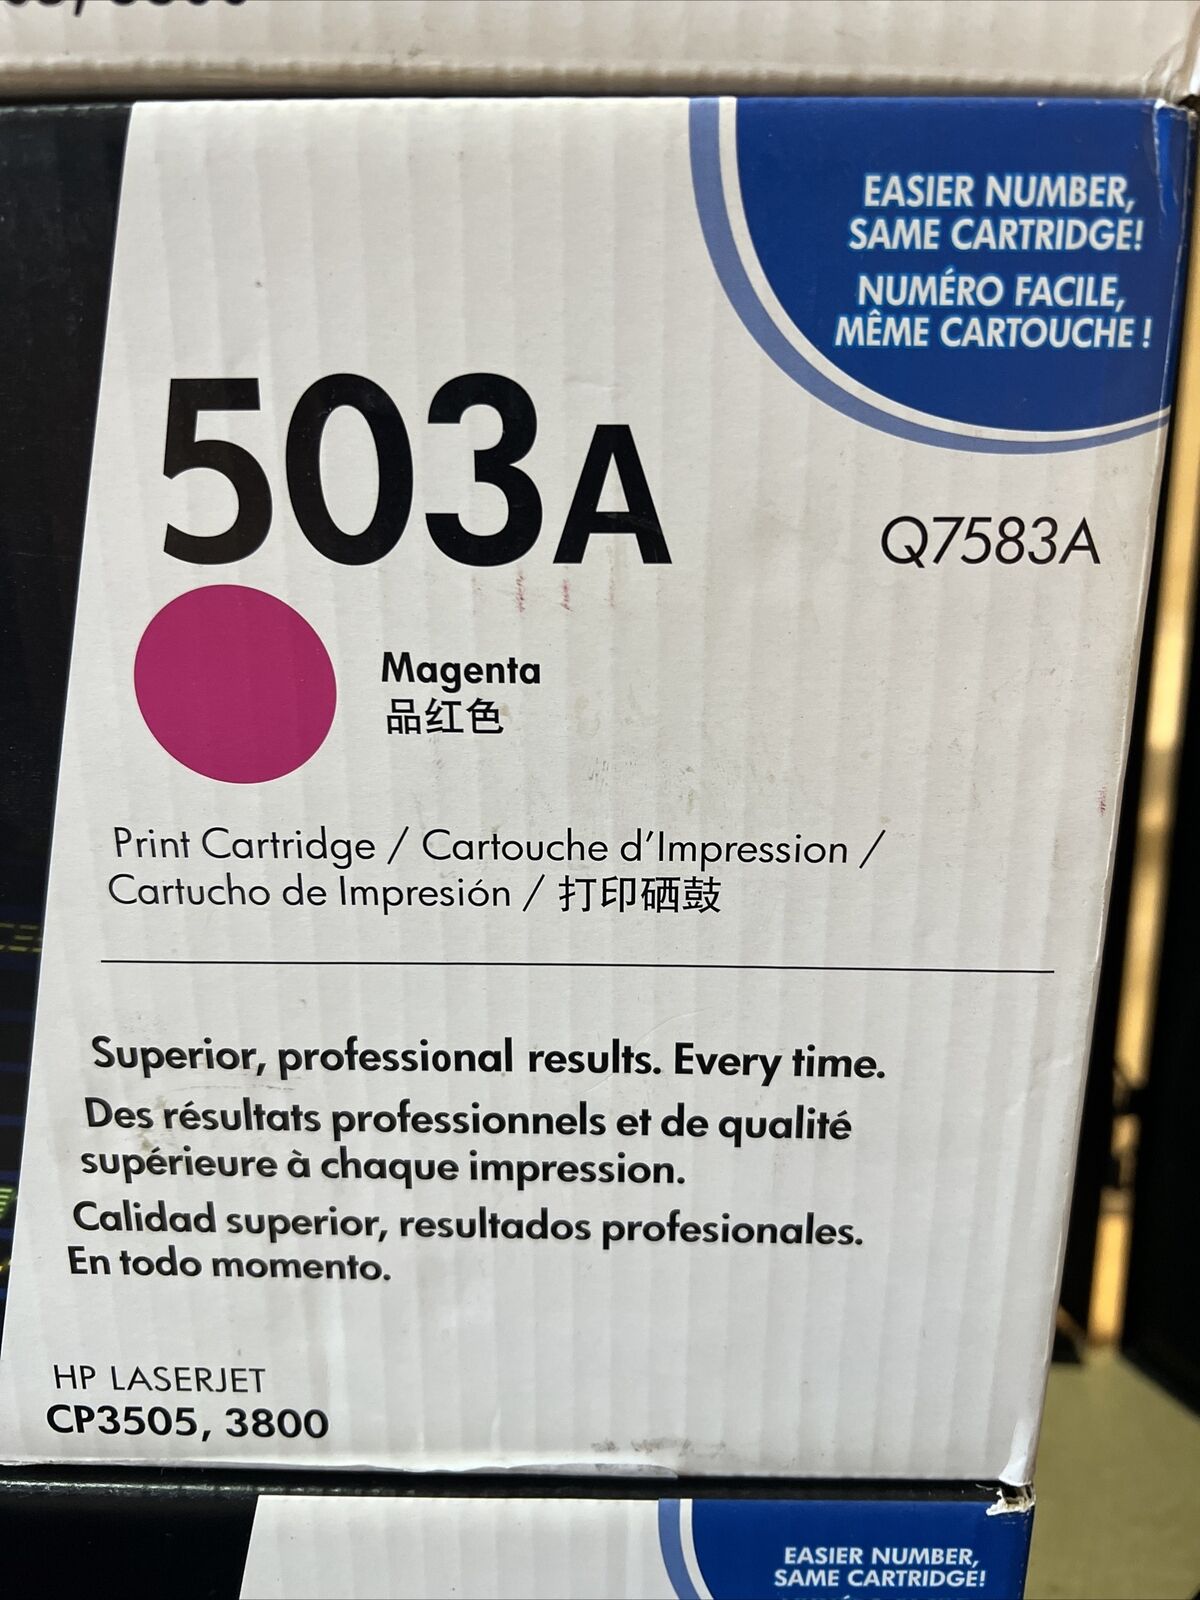 EASIER NUMBER,
SAME CARTRIDGE!
NUMÉRO FACILE,
MÊME CARTOUCHE !
503A
Q7583A
Magenta
品红色
Print Cartridge / Cartouche d'Impression /
Cartucho de Impresión / 打印硒鼓
Superior, professional results. Every time.
Des résultats professionnels et de qualité
supérieure à chaque impression.
Calidad superior, resultados profesionales.
En todo momento.
HP LASERJET
CP3505, 3800
EASIER NUMBER,
SAME CARTRIDGE!